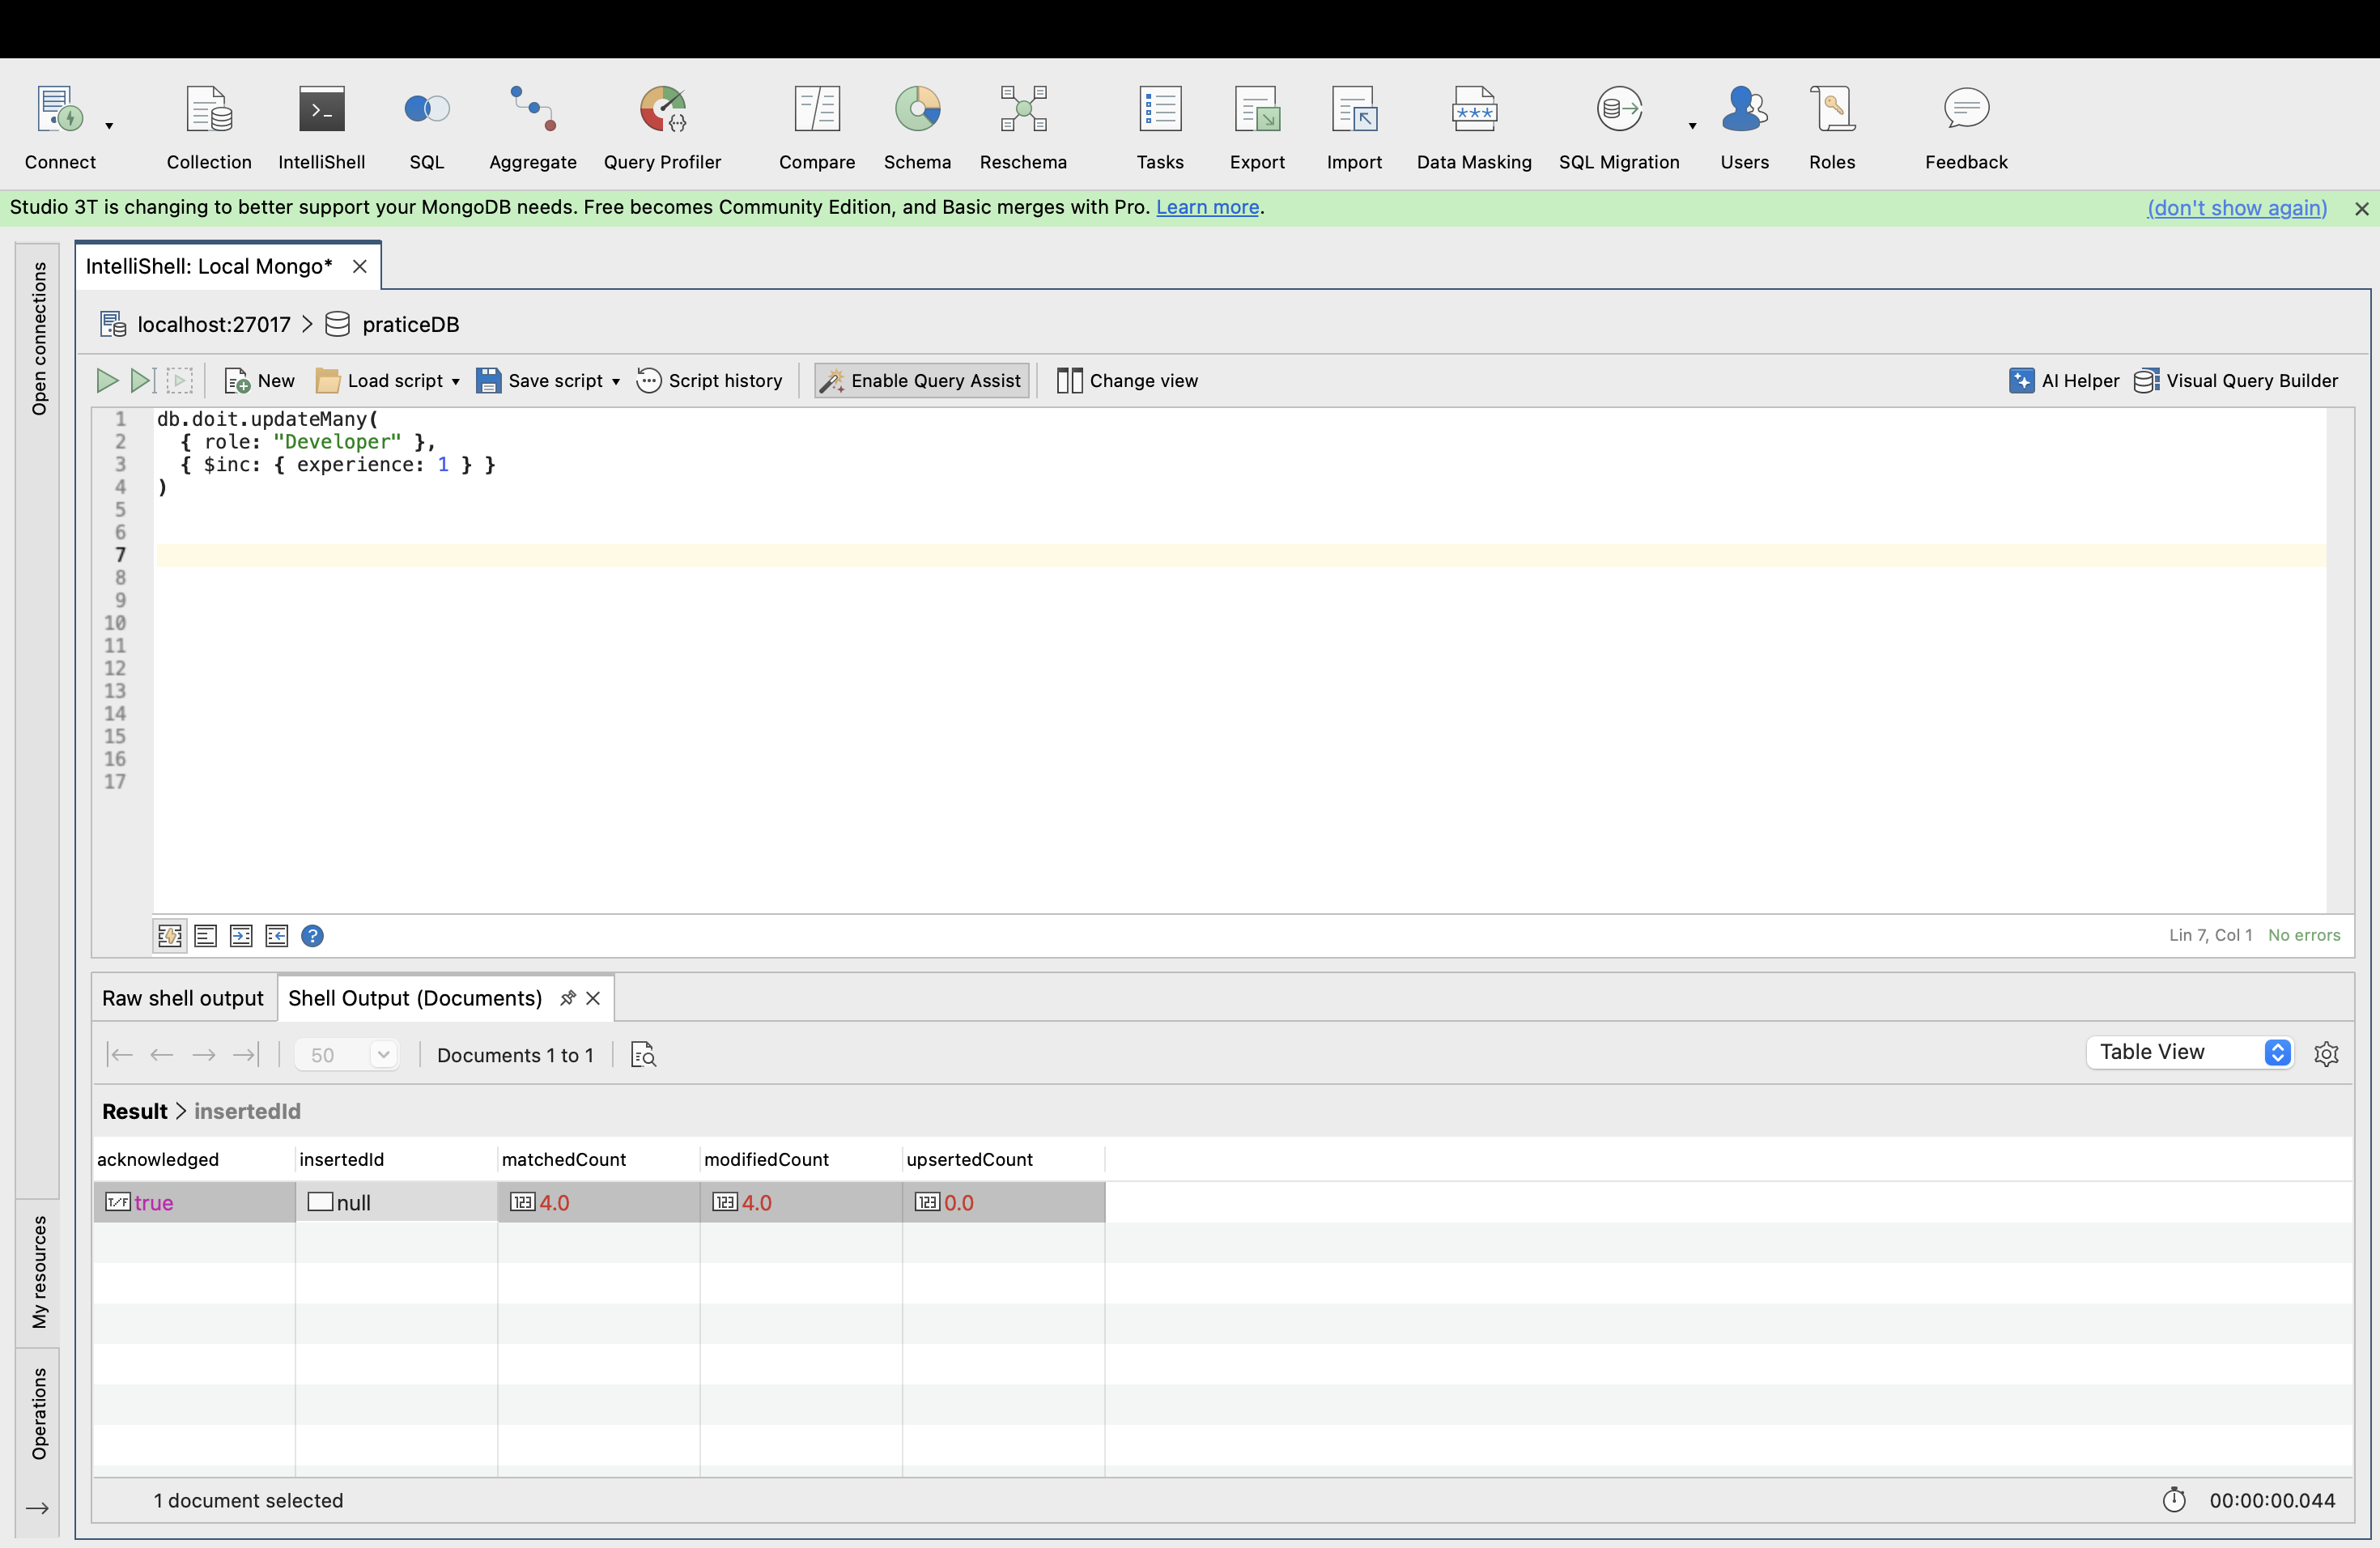 Connect Collection IntelliShell SQL Aggregate Query Profiler Compare Schema Reschema Tasks Export Import Data Masking SQL Migration Users Roles Feedback
Studio 3T is changing to better support your MongoDB needs. Free becomes Community Edition, and Basic merges with Pro. Learn more. (don't show again)
Open connections
IntelliShell: Local Mongo*
localhost:27017 > praticeDB
New Load script Save script Script history Enable Query Assist Change view AI Helper Visual Query Builder
1 db.doit.updateMany(
2 { role: "Developer" },
3 { $inc: { experience: 1 } }
4 )
5
6
7
8
9
10
11
12
13
14
15
16
17
Lin 7, Col 1 No errors
Raw shell output Shell Output (Documents)
50 Documents 1 to 1 Table View
Result > insertedId
acknowledged insertedId matchedCount modifiedCount upsertedCount
T/F true null 123 4.0 123 4.0 123 0.0
My resources
Operations
1 document selected 00:00:00.044